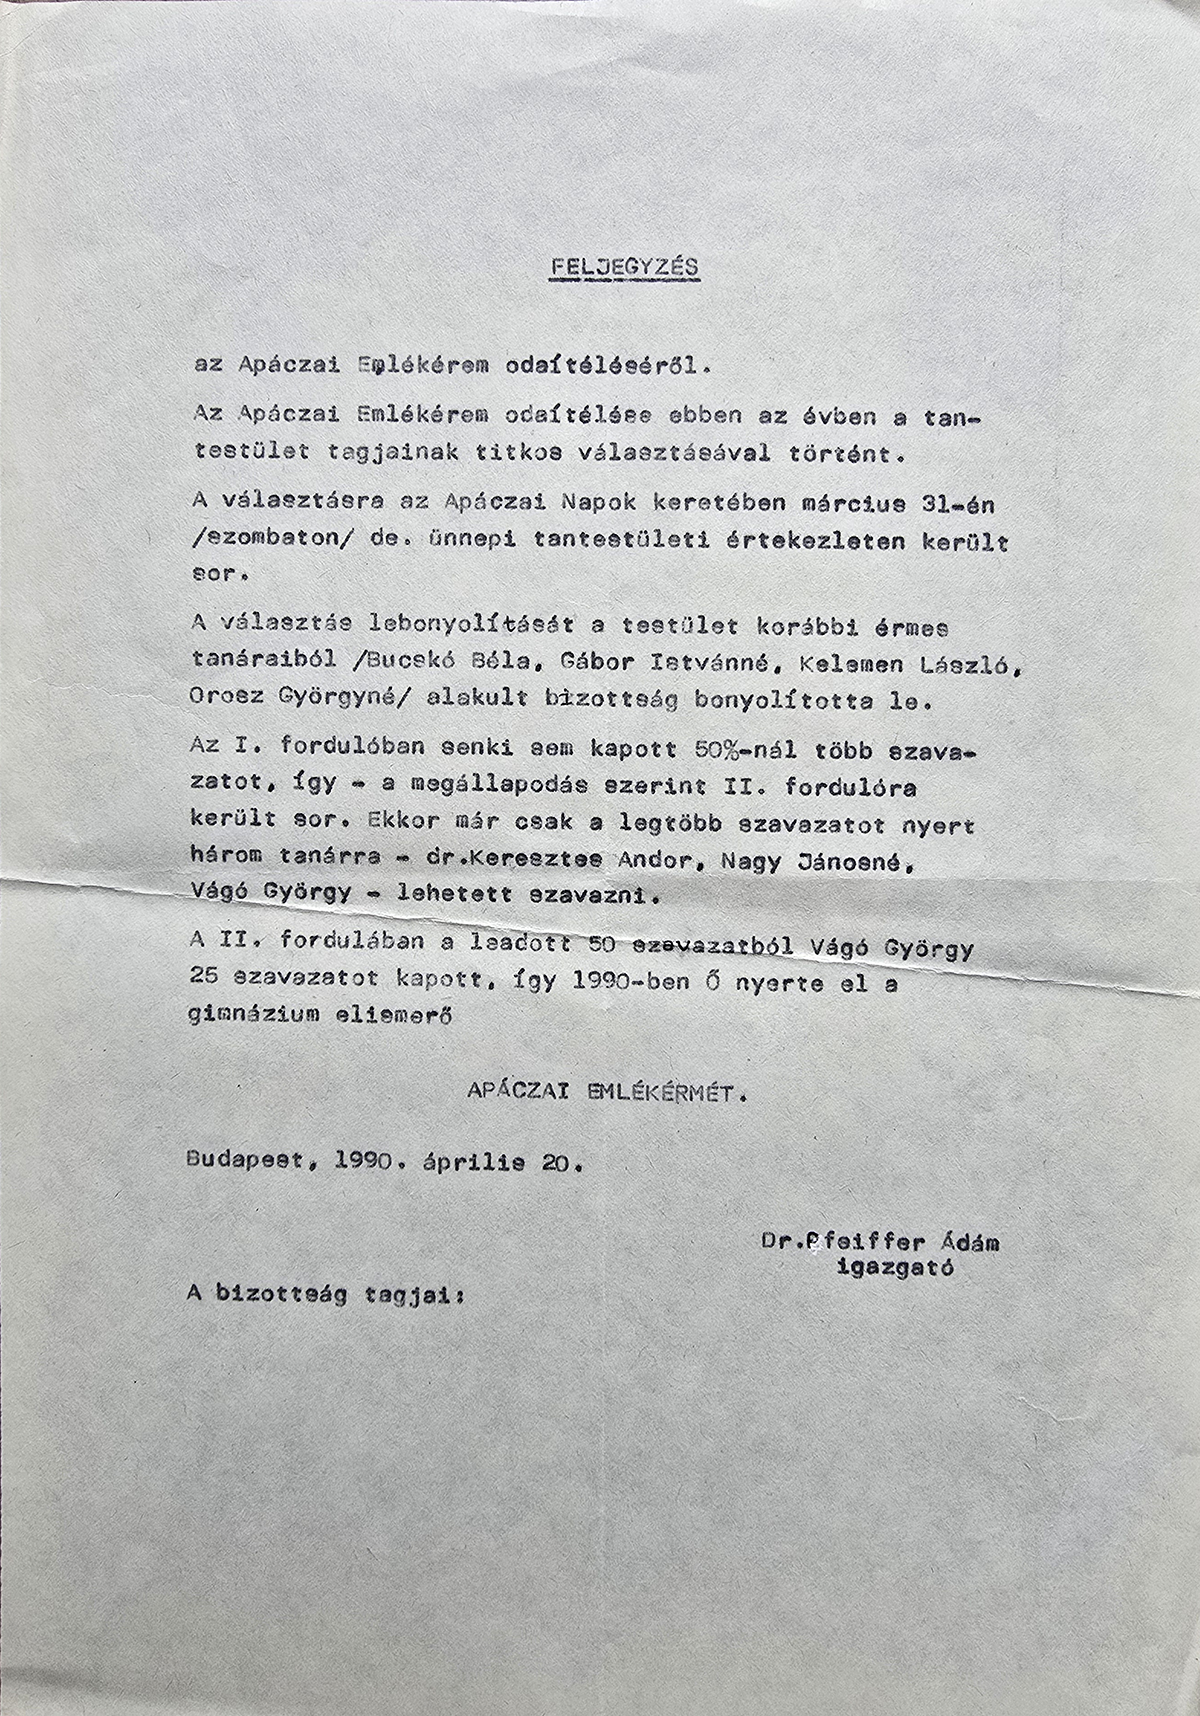 FELJEGYZÉS
az Apáczai Emlékérem odaítéléséről.
Az Apáczai Emlékérem odaítélése ebben az évben a tan-
testület tagjainak titkos választásával történt.
A választásra az Apáczai Napok keretében március 31-én
/szombaton/ de. ünnepi tantestületi értekezleten került
sor.
A választás lebonyolítását a testület korábbi érmes
tanáraiból /Bucskó Béla, Gábor Istvánné, Kelemen László,
Orosz Györgyné/ alakult bizottság bonyolította le.
Az I. fordulóban senki sem kapott 50%-nál több szava-
zatot, így - a megállapodás szerint II. fordulóra
került sor. Ekkor már csak a legtöbb szavazatot nyert
három tanárra - dr.Keresztes Andor, Nagy Jánosné,
Vágó György - lehetett szavazni.
A II. fordulában a leadott 50 szavazatból Vágó György
25 szavazatot kapott, így 1990-ben Ő nyerte el a
gimnázium elismerő
APÁCZAI EMLÉKÉRMÉT.
Budapest, 1990. április 20.
Dr.Pfeiffer Ádám
igazgató
A bizottság tagjai: